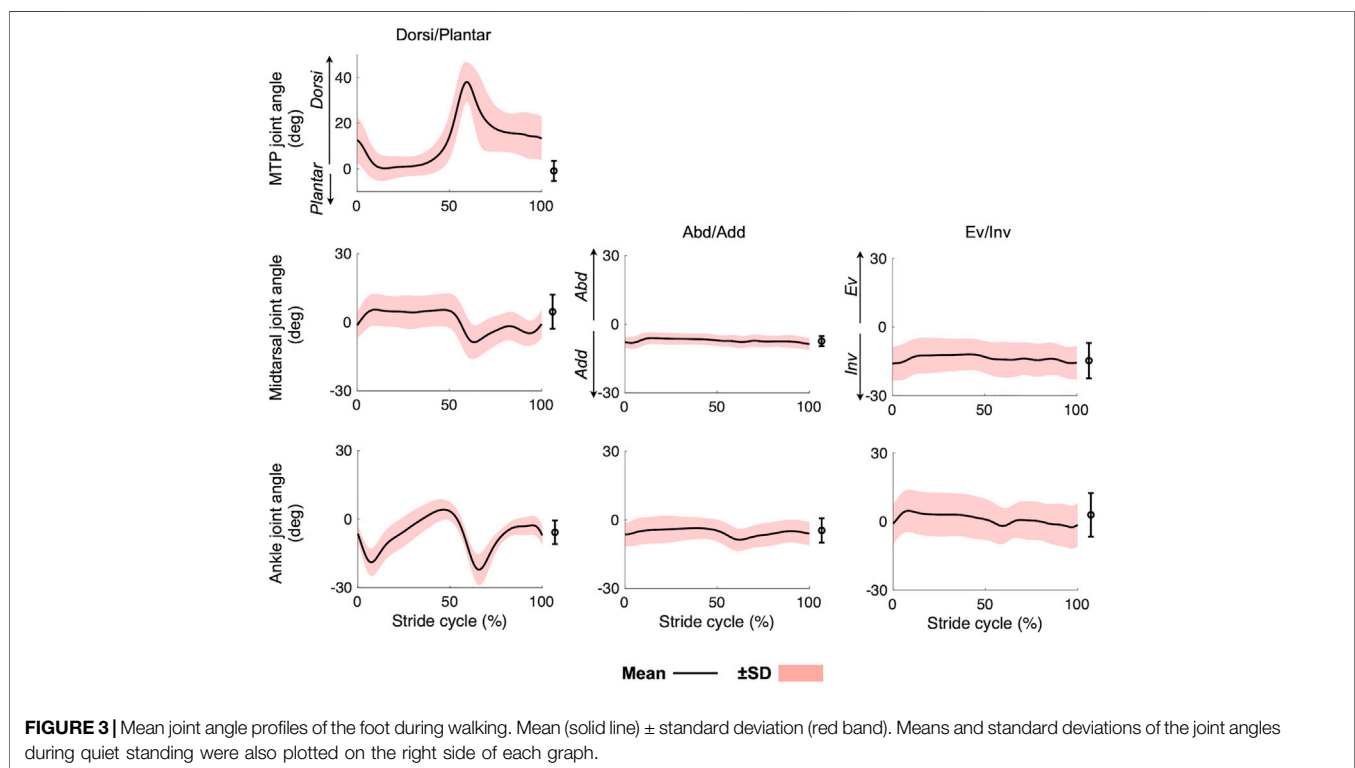 Dorsi/Plantar
MTP joint angle
(deg)
Plantar Dorsi
40
20
0
0 50 100
Abd/Add Ev/Inv
Midtarsal joint angle
(deg)
30
0
-30
Abd
Add
30
0
-30
0 50 100
Ev
Inv
30
0
-30
0 50 100
Ankle joint angle
(deg)
30
0
-30
0 50 100
30
0
-30
0 50 100
30
0
-30
0 50 100
Stride cycle (%) Stride cycle (%) Stride cycle (%)
Mean ±SD
FIGURE 3 | Mean joint angle profiles of the foot during walking. Mean (solid line) ± standard deviation (red band). Means and standard deviations of the joint angles
during quiet standing were also plotted on the right side of each graph.